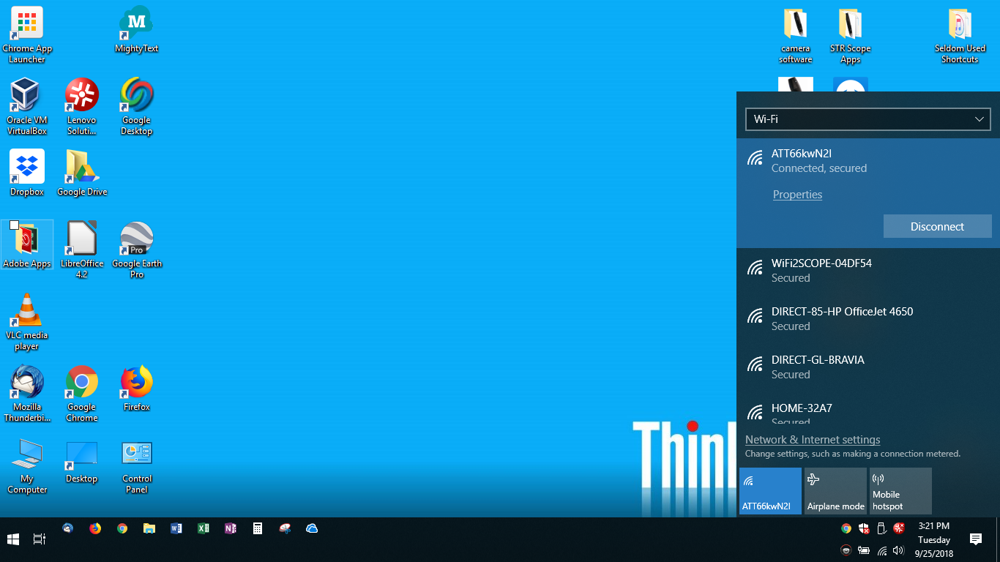 Chrome App
Launcher
MightyText
camera
software
STR Scope
Apps
Seldom Used
Shortcuts
Oracle VM
VirtualBox
Lenovo
Soluti...
Google
Desktop
Dropbox
Google Drive
Adobe Apps
LibreOffice
4.2
Pro
Google Earth
Pro
VLC media
player
Mozilla
Thunderbi...
Google
Chrome
Firefox
My
Computer
Desktop
Control
Panel
Thin
Wi-Fi
ATT66kwN2I
Connected, secured
Properties
Disconnect
WiFi2SCOPE-04DF54
Secured
DIRECT-85-HP OfficeJet 4650
Secured
DIRECT-GL-BRAVIA
Secured
HOME-32A7
Secured
Network & Internet settings
Change settings, such as making a connection metered.
ATT66kwN2I
Airplane mode
Mobile
hotspot
3:21 PM
Tuesday
9/25/2018